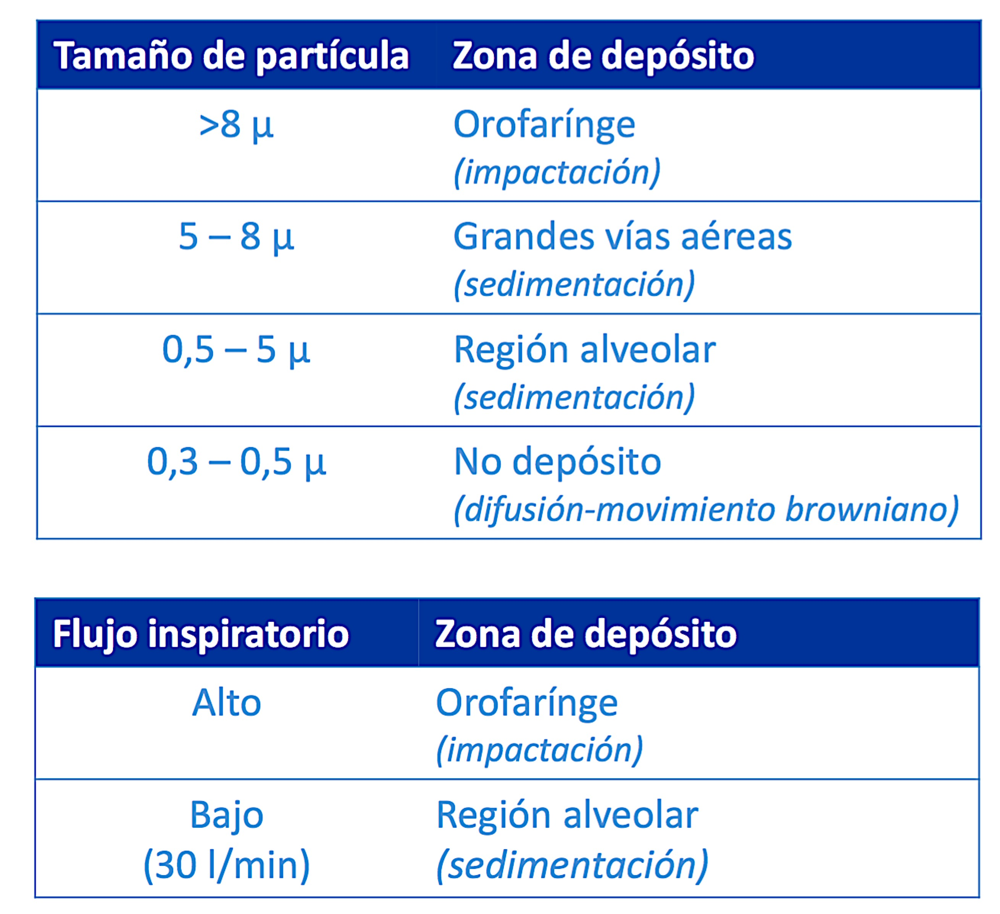 Tamaño de partícula Zona de depósito
>8 µ Orofarínge
(impactación)
5 – 8 µ Grandes vías aéreas
(sedimentación)
0,5 – 5 µ Región alveolar
(sedimentación)
0,3 – 0,5 µ No depósito
(difusión-movimiento browniano)
Flujo inspiratorio Zona de depósito
Alto Orofarínge
(impactación)
Bajo Región alveolar
(30 l/min) (sedimentación)